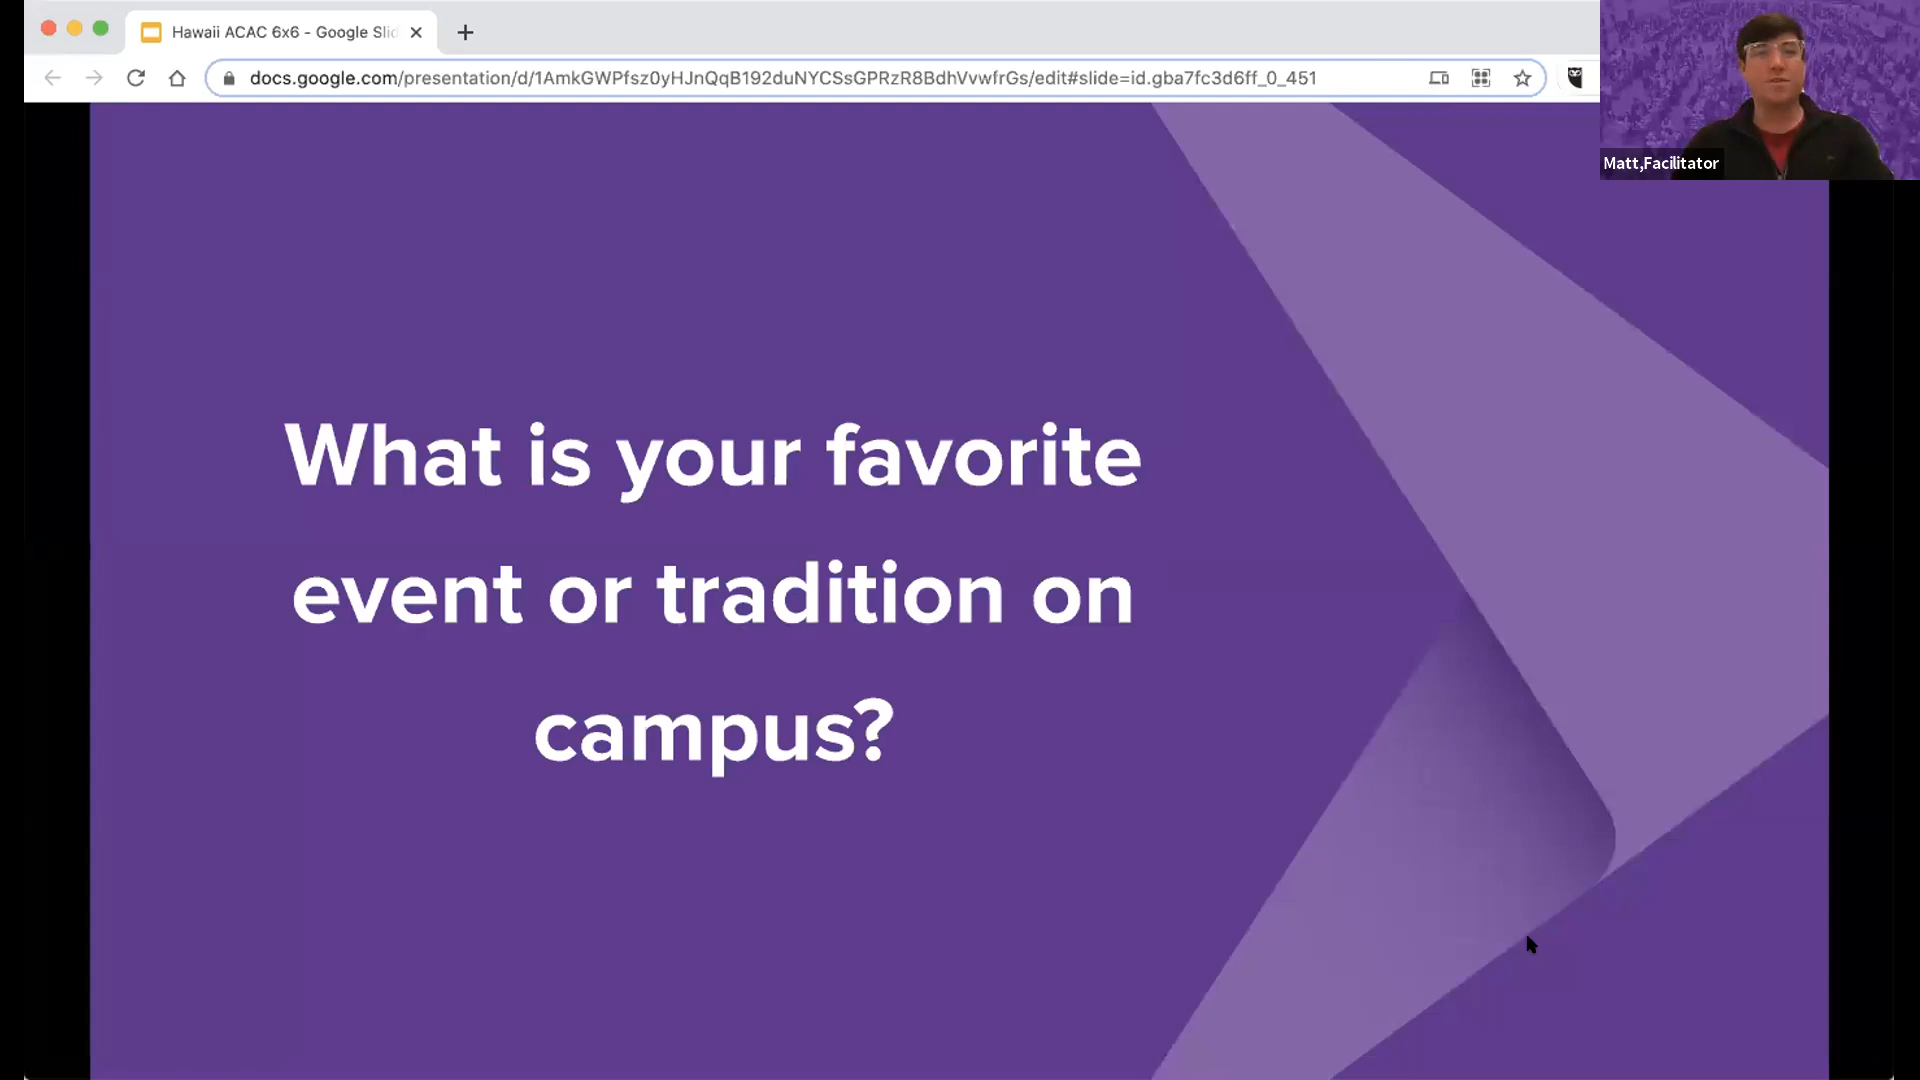 Hawaii ACAC 6x6 - Google Slid
docs.google.com/presentation/d/1AmkGWPfsz0yHJnQqB192duNYCSsGPRzR8BdhVvwfrGs/edit#slide=id.gba7fc3d6ff_0_451
Matt,Facilitator
What is your favorite
event or tradition on
campus?